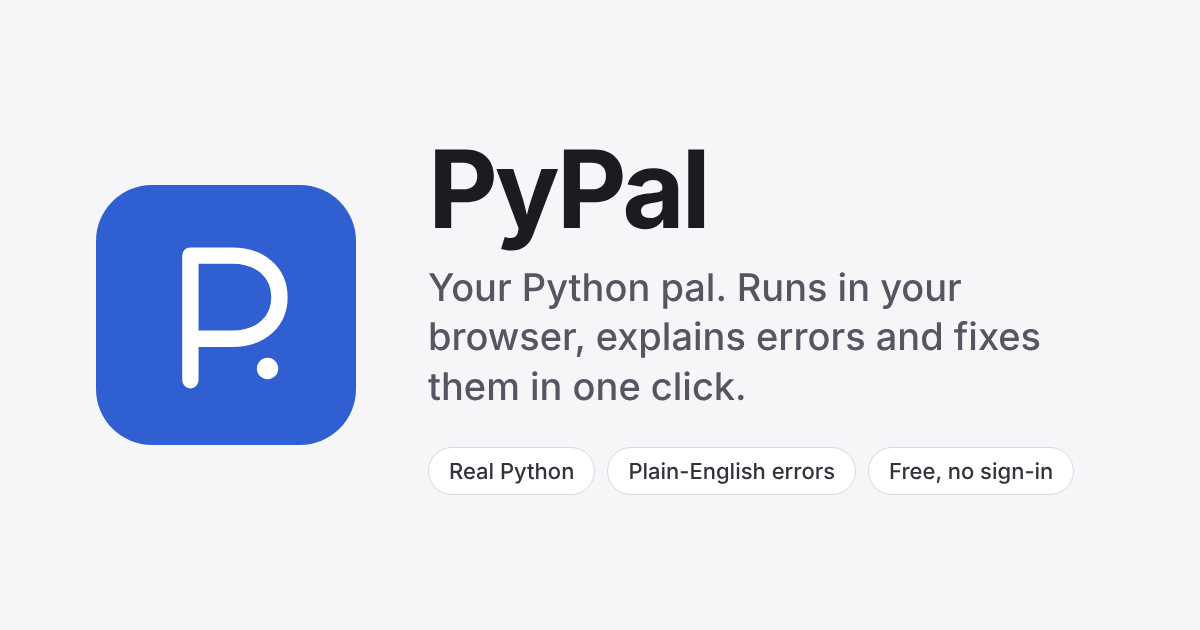 P.
PyPal
Your Python pal. Runs in your
browser, explains errors and fixes
them in one click.
Real Python
Plain-English errors
Free, no sign-in